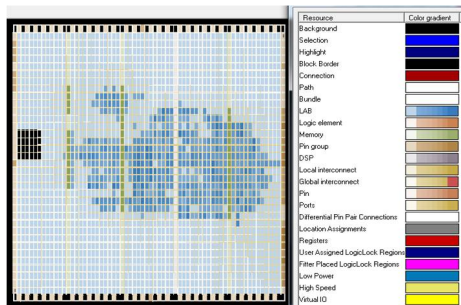 Resource Color gradient
Background
Selection
Highlight
Block Border
Connection
Path
Bundle
LAB
Logic element
Memory
Pin group
DSP
Local interconnect
Global interconnect
Pin
Ports
Differential Pin Pair Connections
Location Assignments
Registers
User Assigned LogicLock Regions
Fitter Placed LogicLock Regions
Low Power
High Speed
Virtual IO